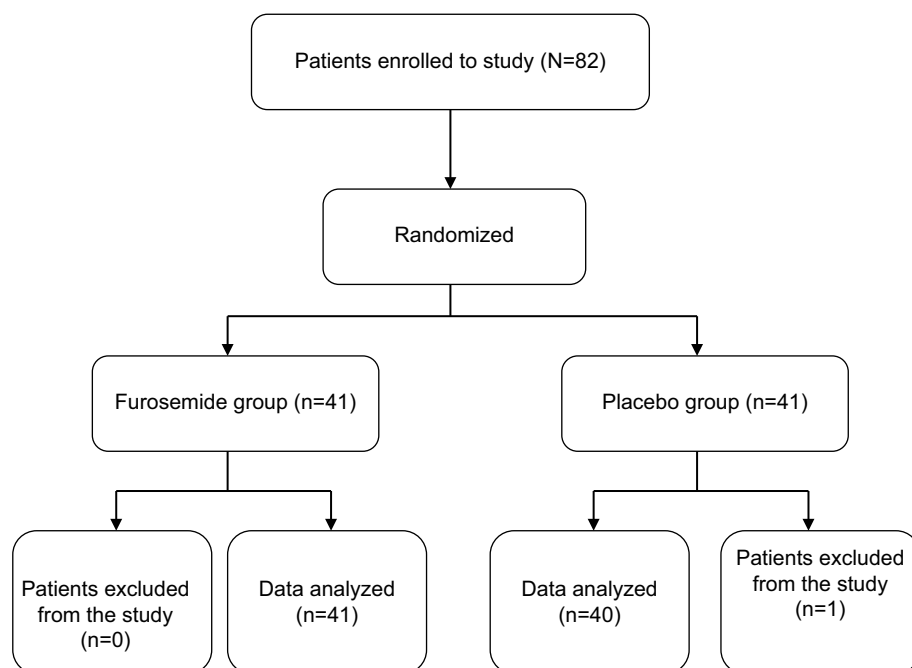 Patients enrolled to study (N=82)
Randomized
Furosemide group (n=41)
Placebo group (n=41)
Patients excluded
from the study
(n=0)
Data analyzed
(n=41)
Data analyzed
(n=40)
Patients excluded
from the study
(n=1)